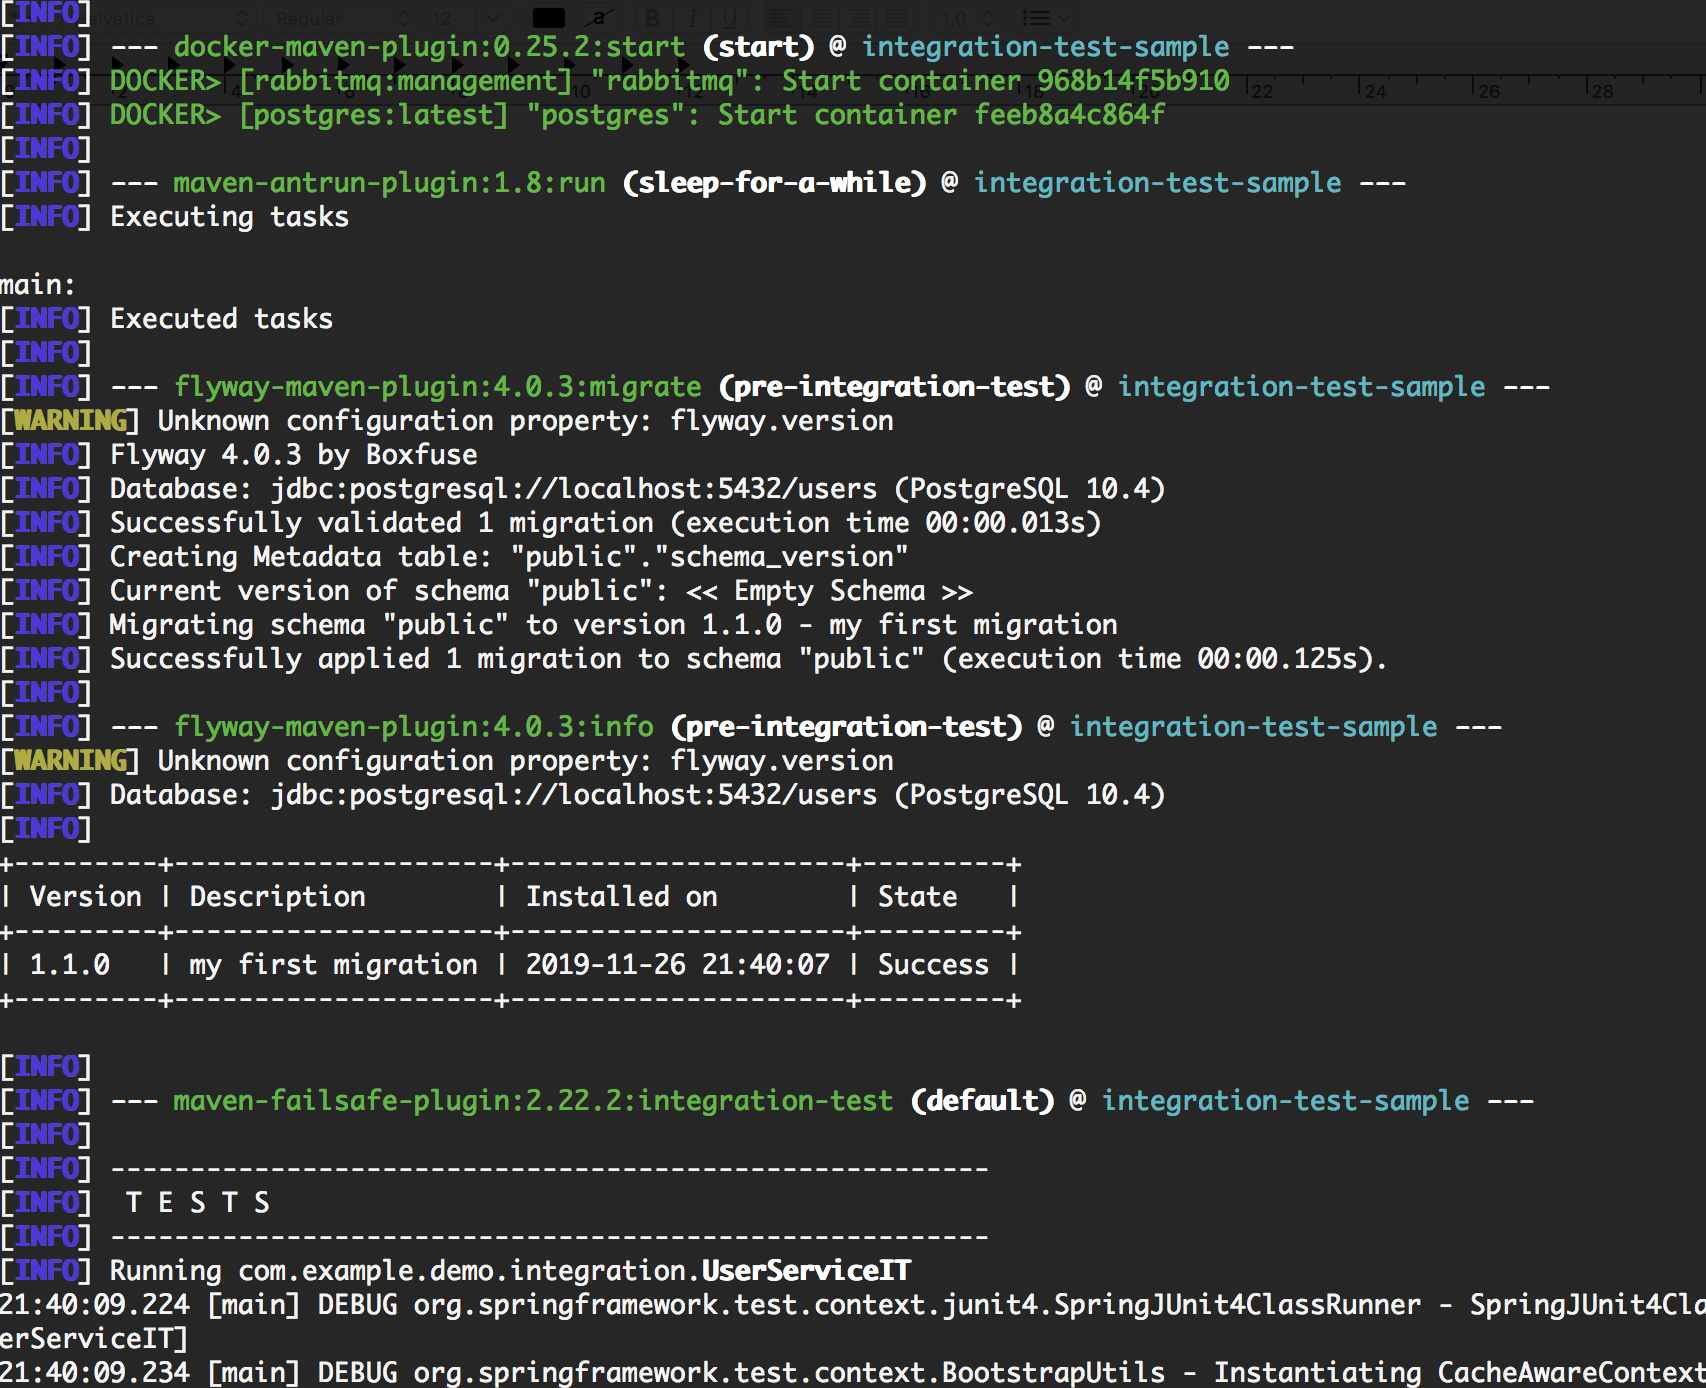 [INFO]
Helvetica Regular 12 a B I U 1,0
[INFO] --- docker-maven-plugin:0.25.2:start (start) @ integration-test-sample ---
[INFO] DOCKER> [rabbitmq:management] "rabbitmq": Start container 968b14f5b910
22 24 26 28
[INFO] DOCKER> [postgres:latest] "postgres": Start container feeb8a4c864f
[INFO]
[INFO] --- maven-antrun-plugin:1.8:run (sleep-for-a-while) @ integration-test-sample ---
[INFO] Executing tasks
main:
[INFO] Executed tasks
[INFO]
[INFO] --- flyway-maven-plugin:4.0.3:migrate (pre-integration-test) @ integration-test-sample ---
[WARNING] Unknown configuration property: flyway.version
[INFO] Flyway 4.0.3 by Boxfuse
[INFO] Database: jdbc:postgresql://localhost:5432/users (PostgreSQL 10.4)
[INFO] Successfully validated 1 migration (execution time 00:00.013s)
[INFO] Creating Metadata table: "public"."schema_version"
[INFO] Current version of schema "public": << Empty Schema >>
[INFO] Migrating schema "public" to version 1.1.0 - my first migration
[INFO] Successfully applied 1 migration to schema "public" (execution time 00:00.125s).
[INFO]
[INFO] --- flyway-maven-plugin:4.0.3:info (pre-integration-test) @ integration-test-sample ---
[WARNING] Unknown configuration property: flyway.version
[INFO] Database: jdbc:postgresql://localhost:5432/users (PostgreSQL 10.4)
[INFO]
+---------+--------------------+---------------------+---------+
| Version | Description        | Installed on        | State   |
+---------+--------------------+---------------------+---------+
| 1.1.0   | my first migration | 2019-11-26 21:40:07 | Success |
+---------+--------------------+---------------------+---------+
[INFO]
[INFO] --- maven-failsafe-plugin:2.22.2:integration-test (default) @ integration-test-sample ---
[INFO]
[INFO] -------------------------------------------------------
[INFO]  T E S T S
[INFO] -------------------------------------------------------
[INFO] Running com.example.demo.integration.UserServiceIT
21:40:09.224 [main] DEBUG org.springframework.test.context.junit4.SpringJUnit4ClassRunner - SpringJUnit4Cla
erServiceIT]
21:40:09.234 [main] DEBUG org.springframework.test.context.BootstrapUtils - Instantiating CacheAwareContext